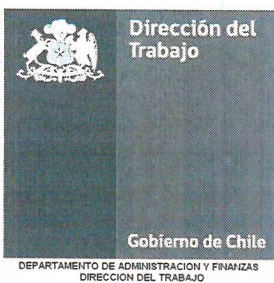 Dirección del
Trabajo
Gobierno de Chile
DEPARTAMENTO DE ADMINISTRACION Y FINANZAS
DIRECCION DEL TRABAJO